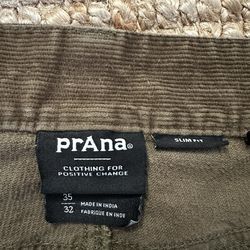 prAna®
SLIM FIT
CLOTHING FOR
POSITIVE CHANGE
35
32
MADE IN INDIA
FABRIQUÉ EN INDE